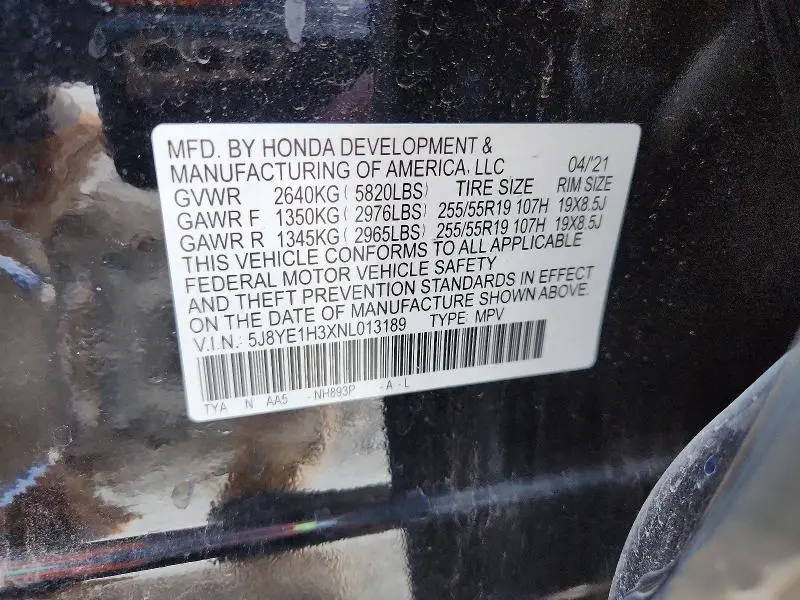 MFD. BY HONDA DEVELOPMENT &
MANUFACTURING OF AMERICA, LLC 04/'21
GVWR 2640KG ( 5820LBS) TIRE SIZE RIM SIZE
GAWR F 1350KG ( 2976LBS) 255/55R19 107H 19X8.5J
GAWR R 1345KG ( 2965LBS) 255/55R19 107H 19X8.5J
THIS VEHICLE CONFORMS TO ALL APPLICABLE
FEDERAL MOTOR VEHICLE SAFETY
AND THEFT PREVENTION STANDARDS IN EFFECT
ON THE DATE OF MANUFACTURE SHOWN ABOVE.
V.I.N.: 5J8YE1H3XNL013189 TYPE: MPV
TYA N AA5 -NH893P -A-L